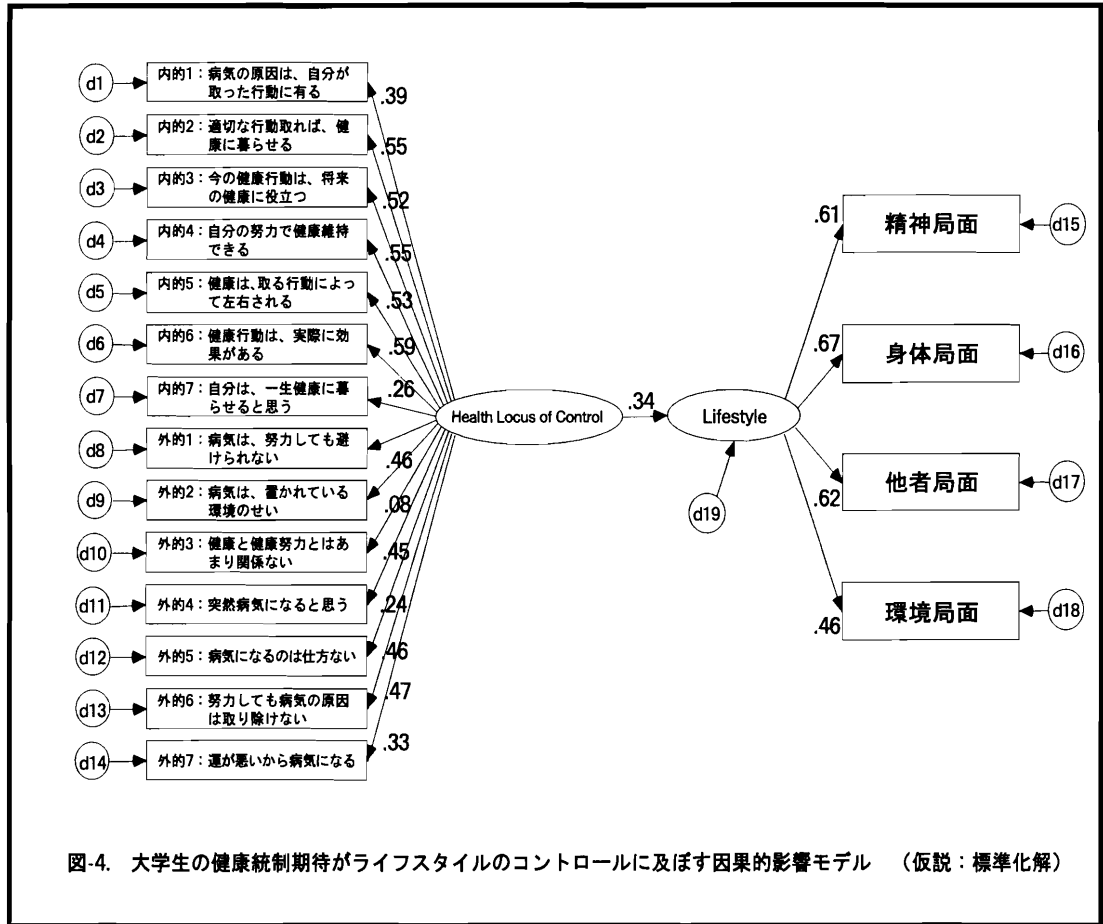 d1
内的1：病気の原因は、自分が
取った行動に有る
.39
d2
内的2：適切な行動取れば、健
康に暮らせる
.55
d3
内的3：今の健康行動は、将来
の健康に役立つ
.52
d4
内的4：自分の努力で健康維持
できる
.55
d5
内的5：健康は、取る行動によっ
て左右される
.53
d6
内的6：健康行動は、実際に効
果がある
.59
d7
内的7：自分は、一生健康に暮
らせると思う
.26
d8
外的1：病気は、努力しても避
けられない
.46
d9
外的2：病気は、置かれている
環境のせい
.08
d10
外的3：健康と健康努力とはあ
まり関係ない
.45
d11
外的4：突然病気になると思う
.24
d12
外的5：病気になるのは仕方ない
.46
d13
外的6：努力しても病気の原因
は取り除けない
.47
d14
外的7：運が悪いから病気になる
.33
Health Locus of Control
.34
Lifestyle
d19
.61
精神局面
d15
.67
身体局面
d16
.62
他者局面
d17
.46
環境局面
d18
図-4. 大学生の健康統制期待がライフスタイルのコントロールに及ぼす因果的影響モデル （仮説：標準化解）